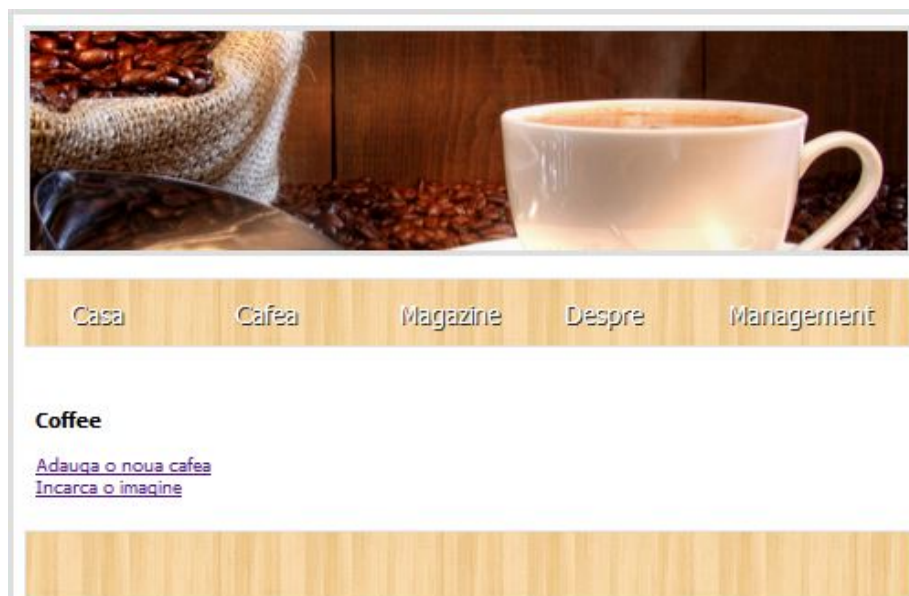 Casa Cafea Magazine Despre Management
Coffee
Adauga o noua cafea
Incarca o imagine